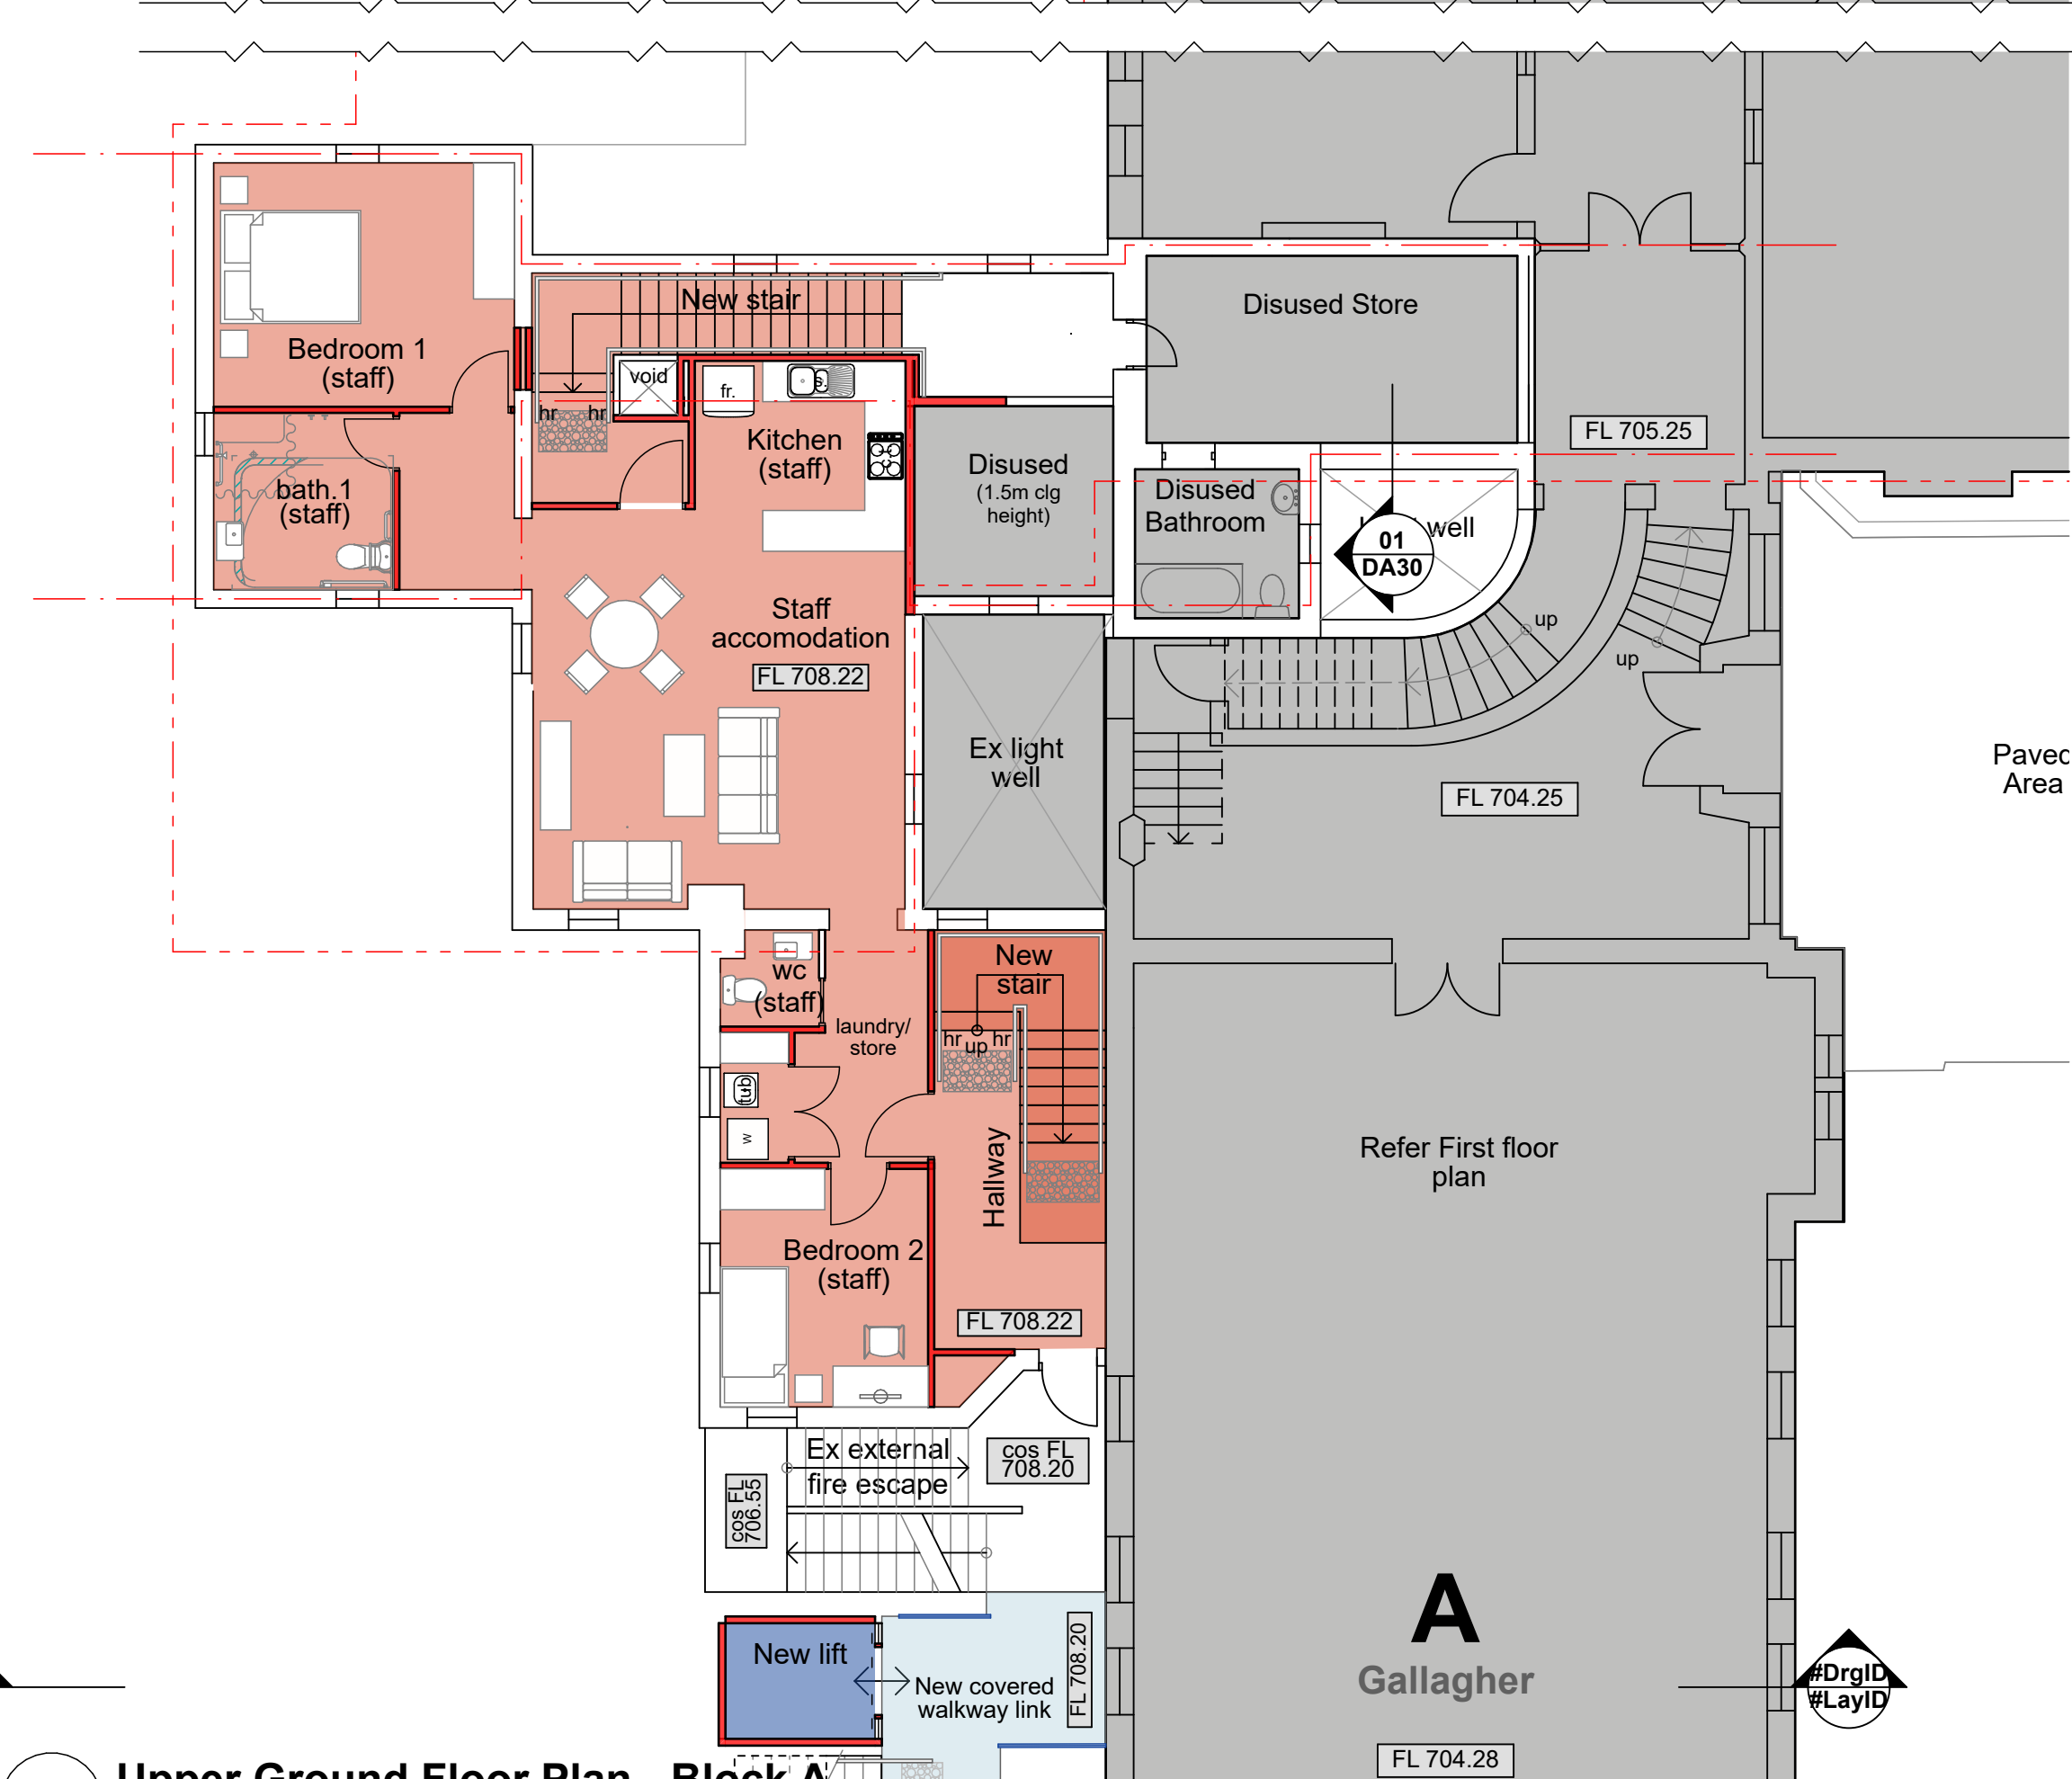 New stair
Disused Store
Bedroom 1
(staff)
void
fr.
s.
hr
hr
FL 705.25
Kitchen
(staff)
Disused
(1.5m clg
height)
Disused
Bathroom
well
01
DA30
bath.1
(staff)
Staff
accomodation
FL 708.22
up
up
Ex light
well
Paved
Area
FL 704.25
New
stair
wc
(staff)
laundry/
store
hr
up
hr
tub
w
Hallway
Refer First floor
plan
Bedroom 2
(staff)
FL 708.22
Ex external
fire escape
cos FL
708.20
cos FL
706.55
A
Gallagher
New lift
New covered
walkway link
FL 708.20
#DrgID
#LayID
FL 704.28
Upper Ground Floor Plan - Block A